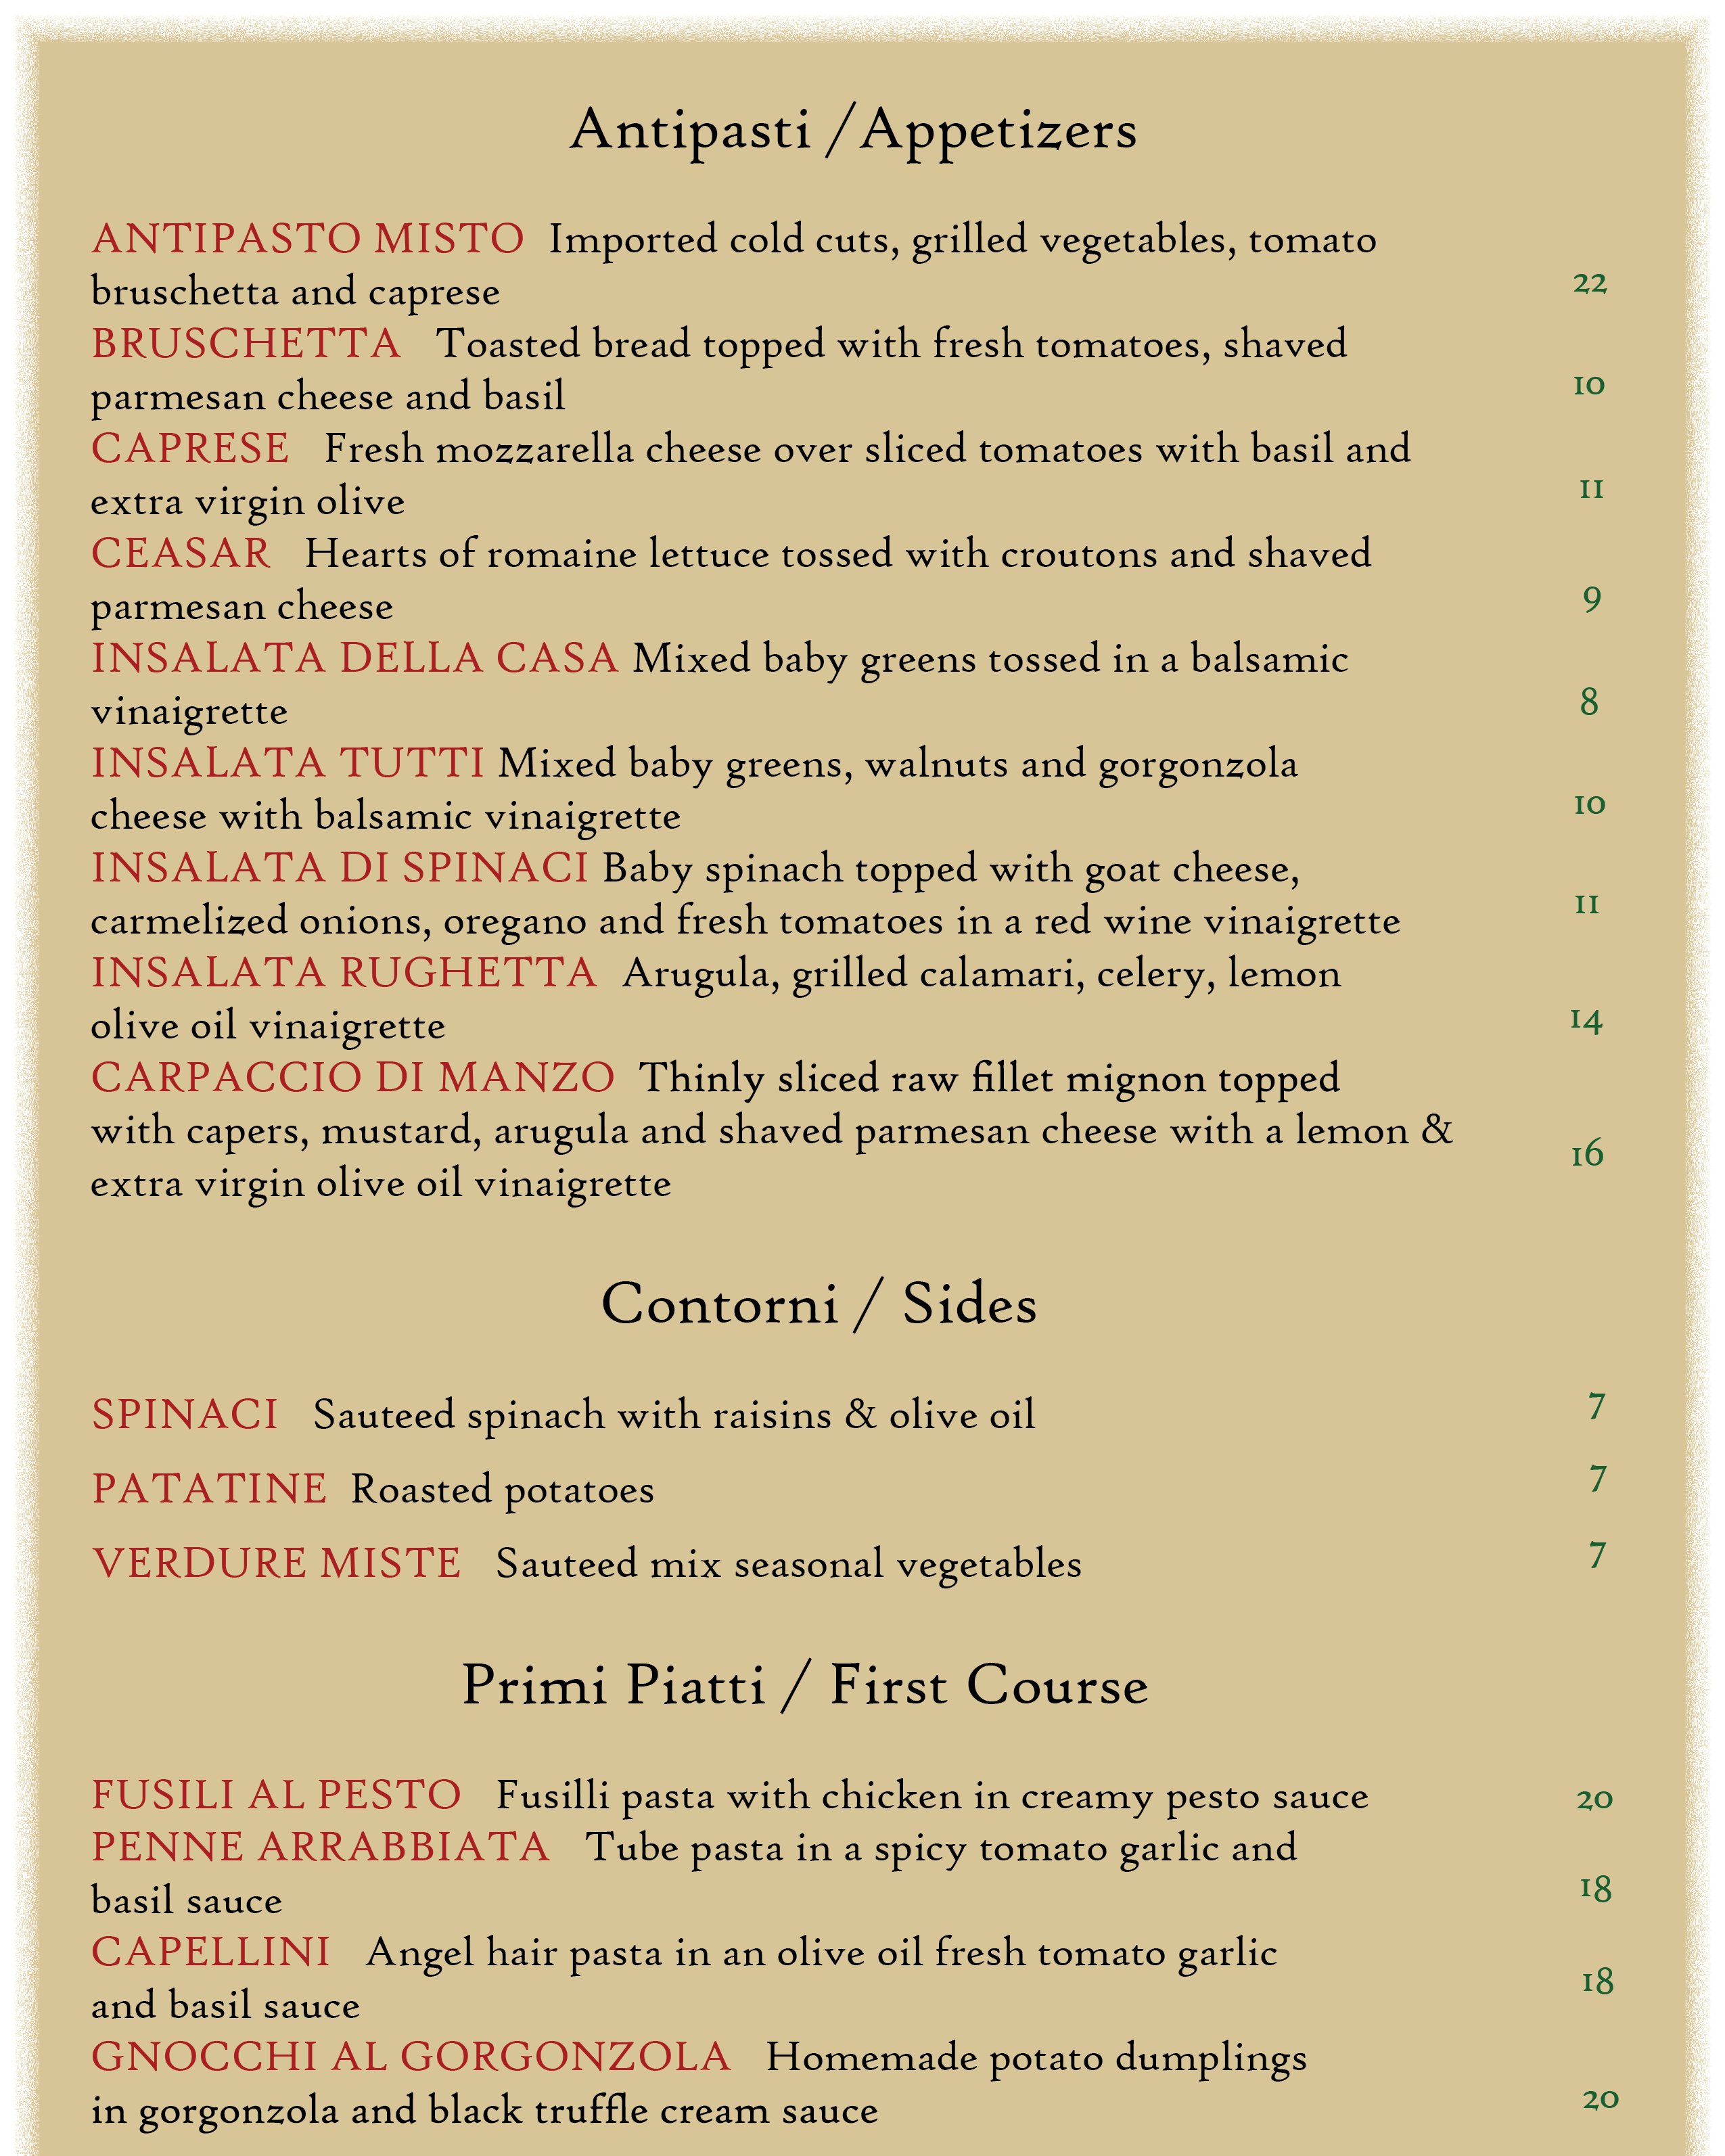 Antipasti /Appetizers
ANTIPASTO MISTO Imported cold cuts, grilled vegetables, tomato
bruschetta and caprese 22
BRUSCHETTA Toasted bread topped with fresh tomatoes, shaved
parmesan cheese and basil 10
CAPRESE Fresh mozzarella cheese over sliced tomatoes with basil and
extra virgin olive 11
CEASAR Hearts of romaine lettuce tossed with croutons and shaved
parmesan cheese 9
INSALATA DELLA CASA Mixed baby greens tossed in a balsamic
vinaigrette 8
INSALATA TUTTI Mixed baby greens, walnuts and gorgonzola
cheese with balsamic vinaigrette 10
INSALATA DI SPINACI Baby spinach topped with goat cheese,
carmelized onions, oregano and fresh tomatoes in a red wine vinaigrette 11
INSALATA RUGHETTA Arugula, grilled calamari, celery, lemon
olive oil vinaigrette 14
CARPACCIO DI MANZO Thinly sliced raw fillet mignon topped
with capers, mustard, arugula and shaved parmesan cheese with a lemon & 16
extra virgin olive oil vinaigrette
Contorni / Sides
SPINACI Sauteed spinach with raisins & olive oil 7
PATATINE Roasted potatoes 7
VERDURE MISTE Sauteed mix seasonal vegetables 7
Primi Piatti / First Course
FUSILI AL PESTO Fusilli pasta with chicken in creamy pesto sauce 20
PENNE ARRABBIATA Tube pasta in a spicy tomato garlic and
basil sauce 18
CAPELLINI Angel hair pasta in an olive oil fresh tomato garlic
and basil sauce 18
GNOCCHI AL GORGONZOLA Homemade potato dumplings
in gorgonzola and black truffle cream sauce 20